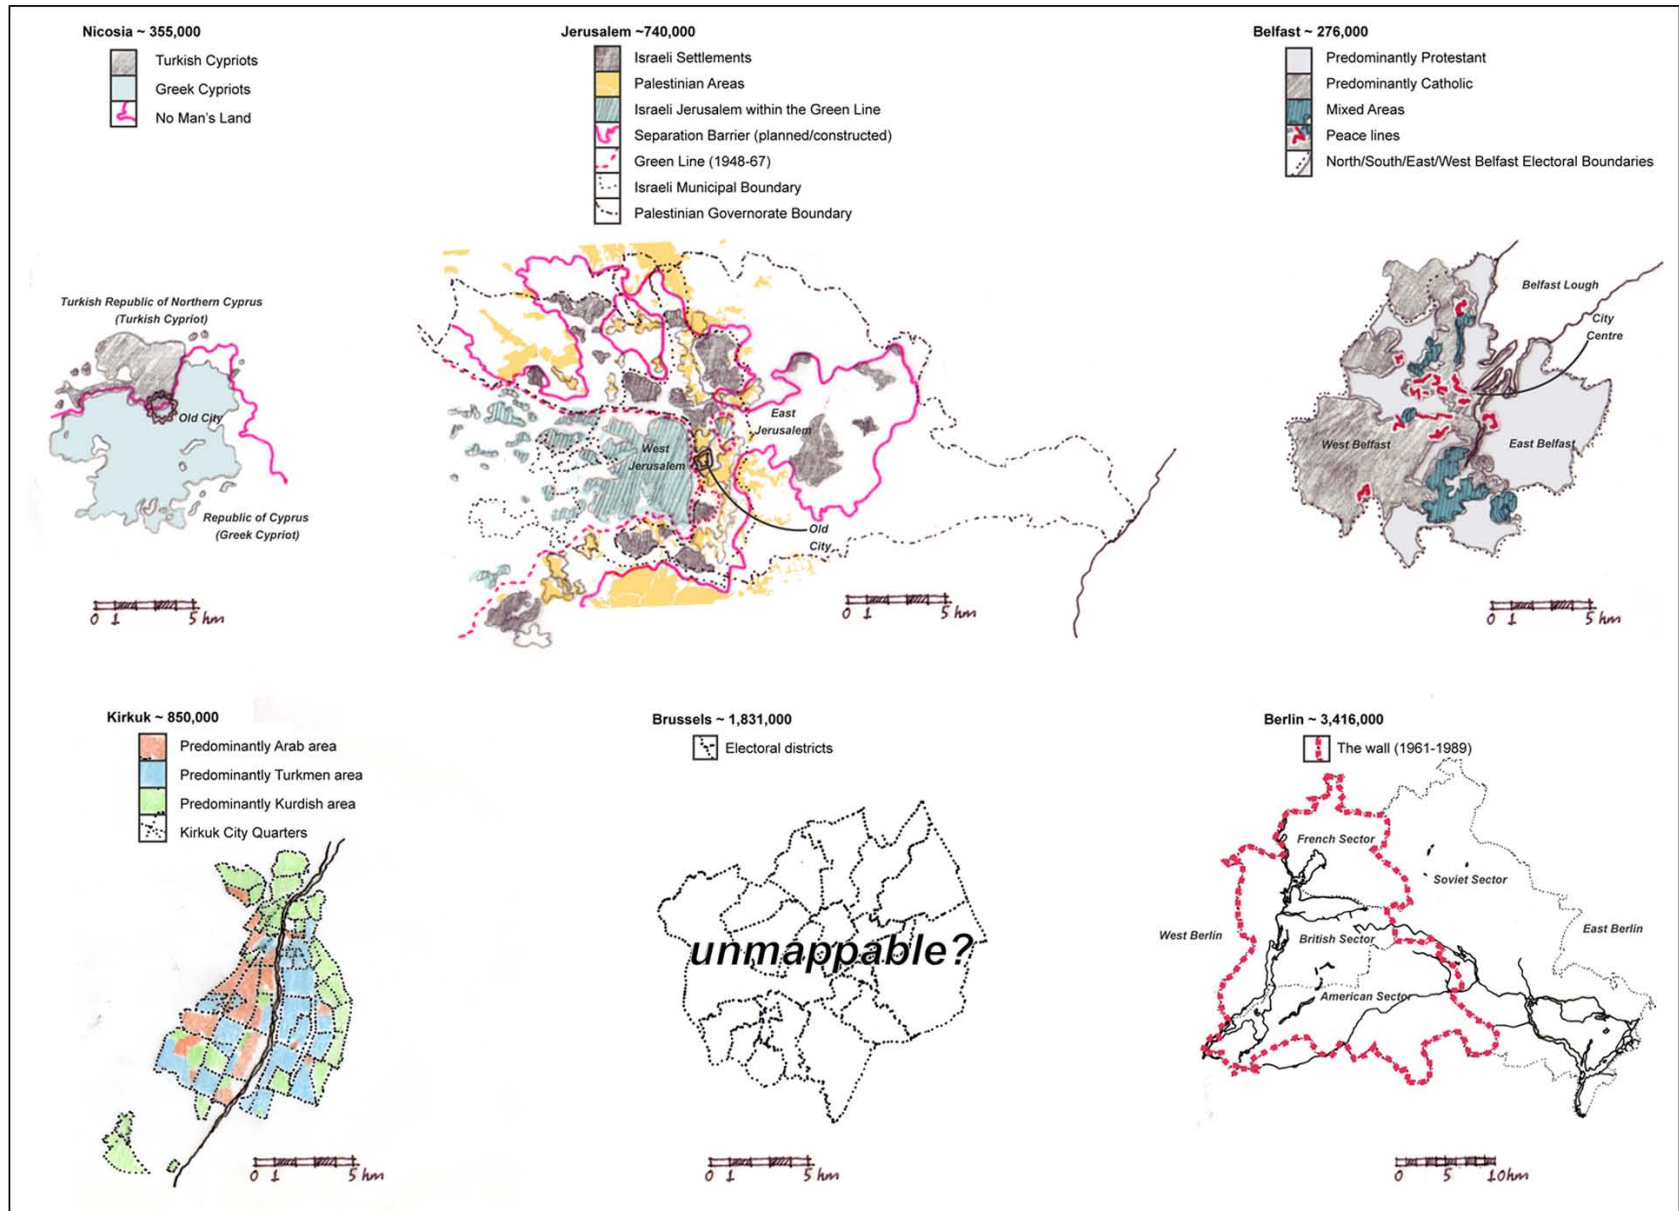 Nicosia ~ 355,000
Turkish Cypriots
Greek Cypriots
No Man's Land
Turkish Republic of Northern Cyprus
(Turkish Cypriot)
Old City
Republic of Cyprus
(Greek Cypriot)
0 1 5 km
Jerusalem ~740,000
Israeli Settlements
Palestinian Areas
Israeli Jerusalem within the Green Line
Separation Barrier (planned/constructed)
Green Line (1948-67)
Israeli Municipal Boundary
Palestinian Governorate Boundary
East
Jerusalem
West
Jerusalem
Old
City
0 1 5 km
Belfast ~ 276,000
Predominantly Protestant
Predominantly Catholic
Mixed Areas
Peace lines
North/South/East/West Belfast Electoral Boundaries
Belfast Lough
City
Centre
West Belfast
East Belfast
0 1 5 km
Kirkuk ~ 850,000
Predominantly Arab area
Predominantly Turkmen area
Predominantly Kurdish area
Kirkuk City Quarters
0 1 5 km
Brussels ~ 1,831,000
Electoral districts
unmappable?
0 1 5 km
Berlin ~ 3,416,000
The wall (1961-1989)
French Sector
Soviet Sector
West Berlin
British Sector
East Berlin
American Sector
0 5 10 km